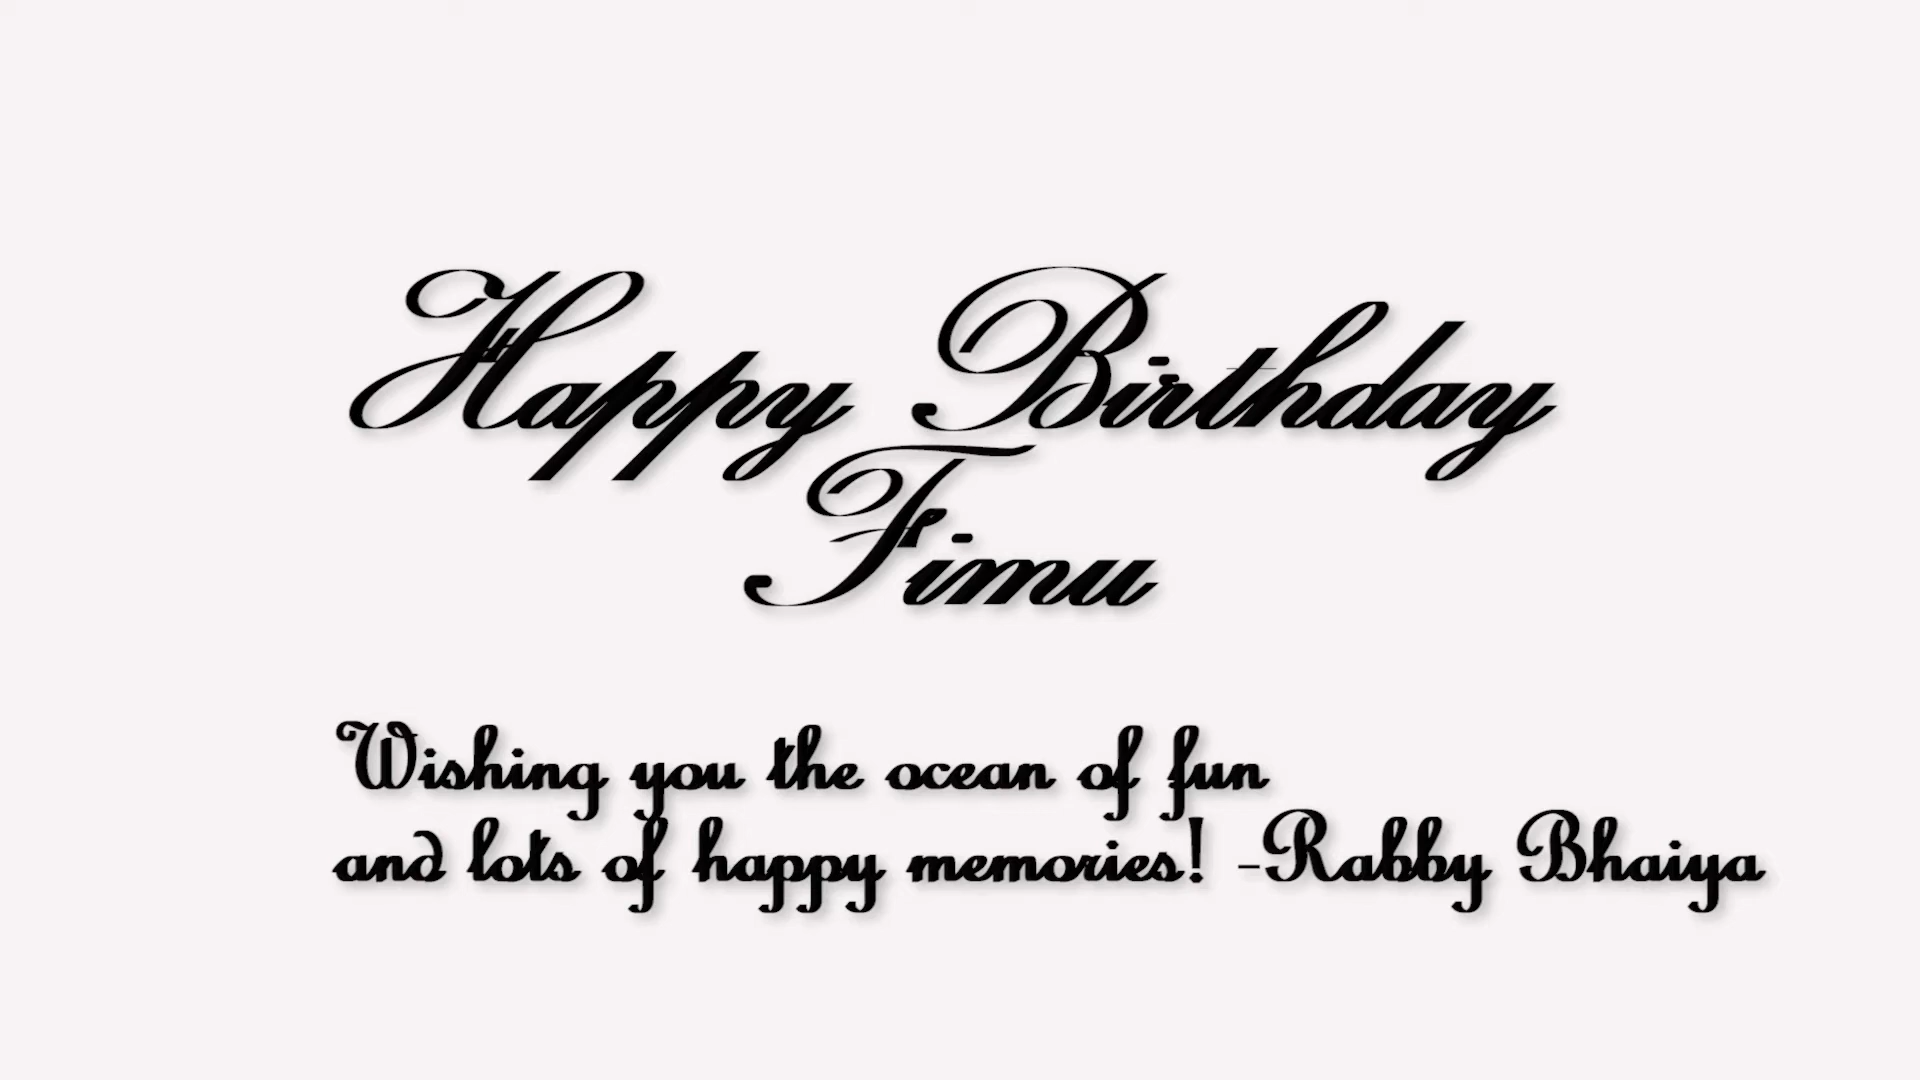 Happy Birthday
Fimu
Wishing you the ocean of fun
and lots of happy memories! -Rabby Bhaiya